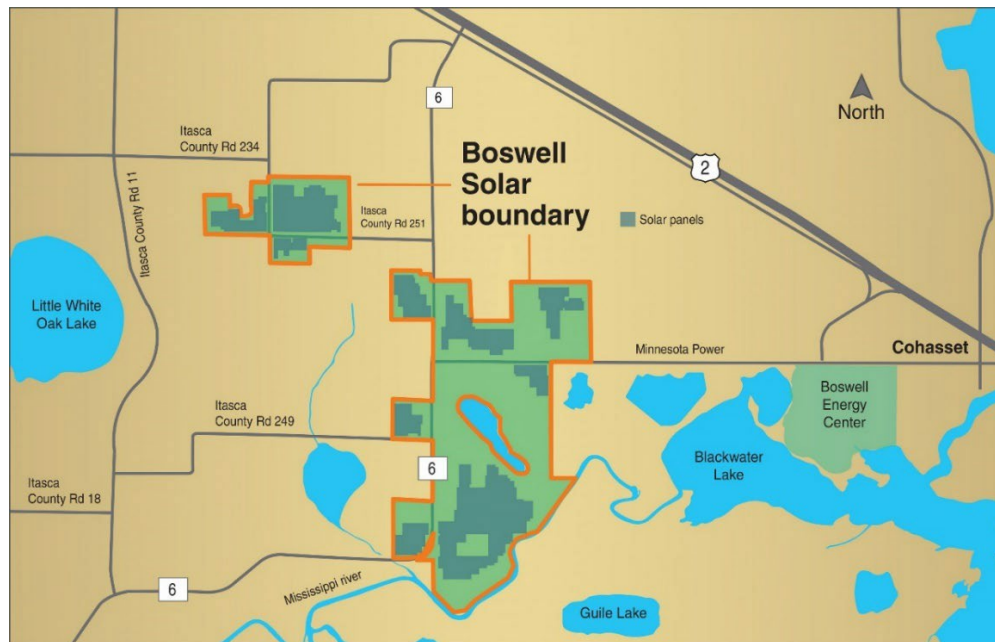 6
North
Itasca
County Rd 234
Boswell
Solar
boundary
2
Itasca County Rd 11
Itasca
County Rd 251
Solar panels
Little White
Oak Lake
Minnesota Power
Cohasset
Boswell
Energy
Center
Itasca
County Rd 249
6
Blackwater
Lake
Itasca
County Rd 18
6
Mississippi river
Guile Lake